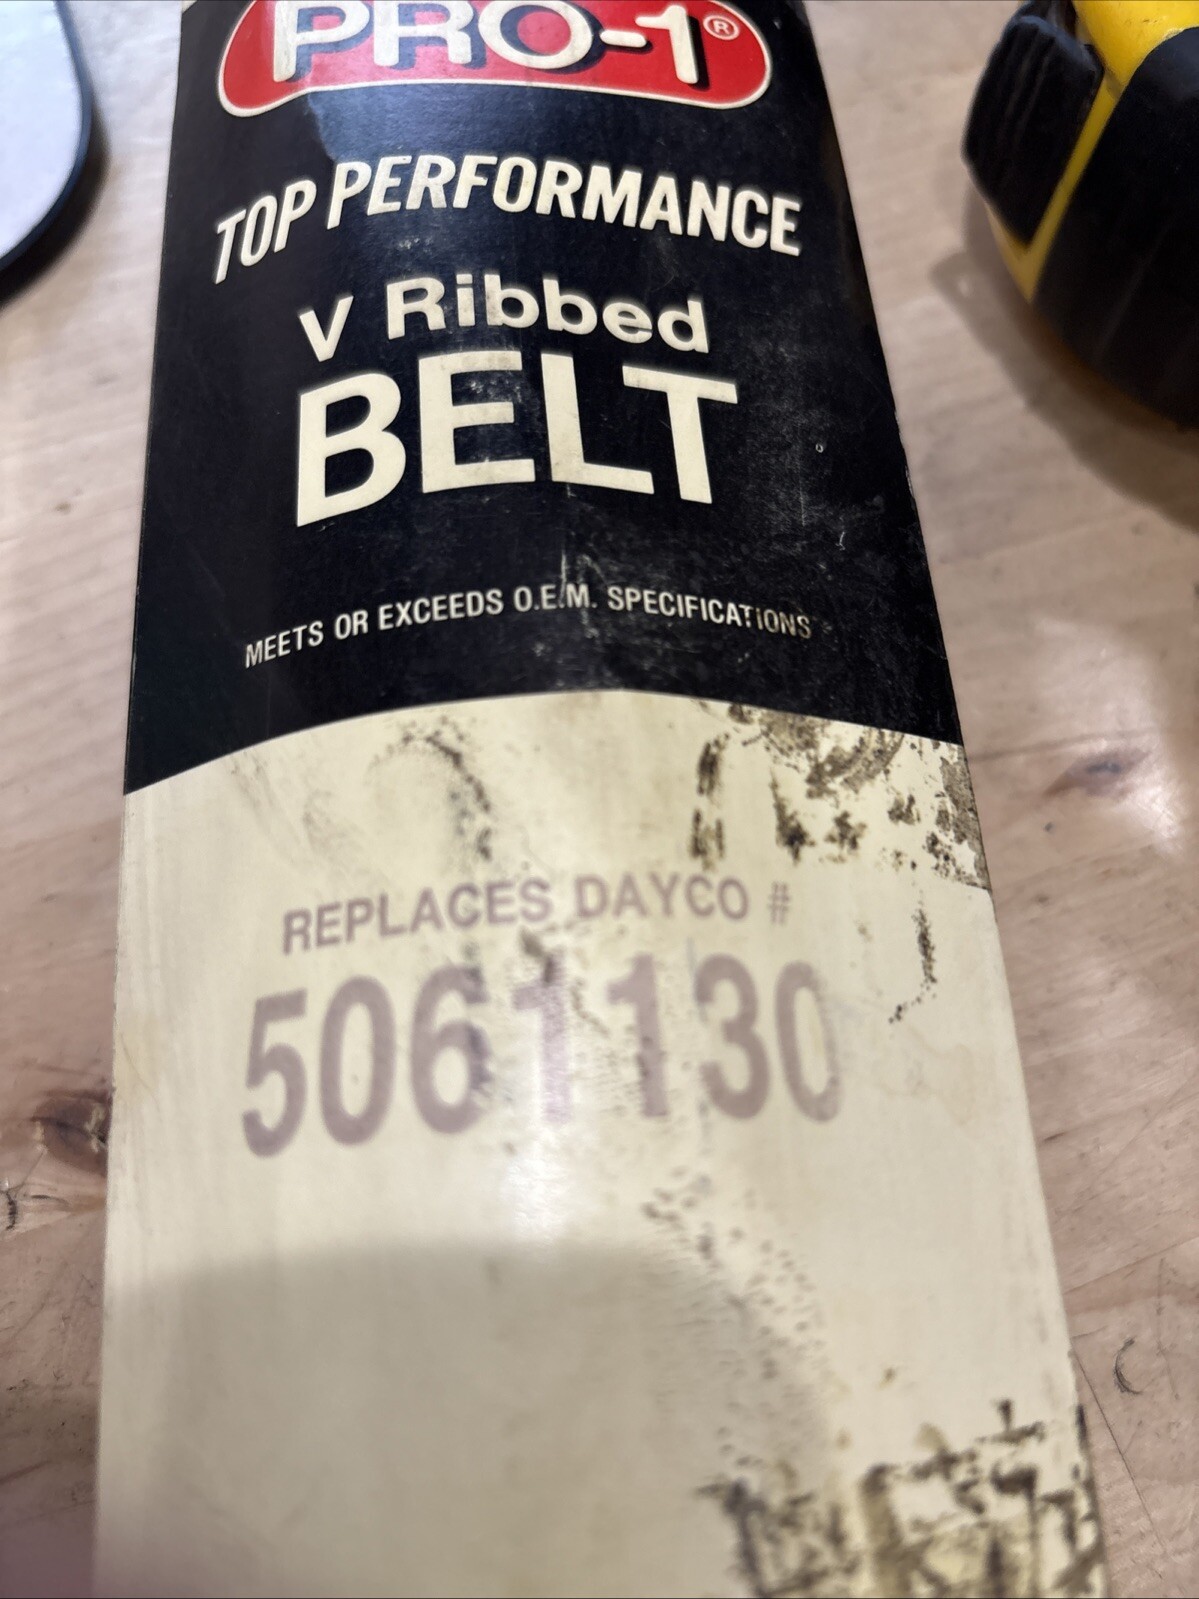 PRO-1®
TOP PERFORMANCE
V Ribbed
BELT
MEETS OR EXCEEDS O.E.M. SPECIFICATIONS
REPLACES DAYCO #
5061130